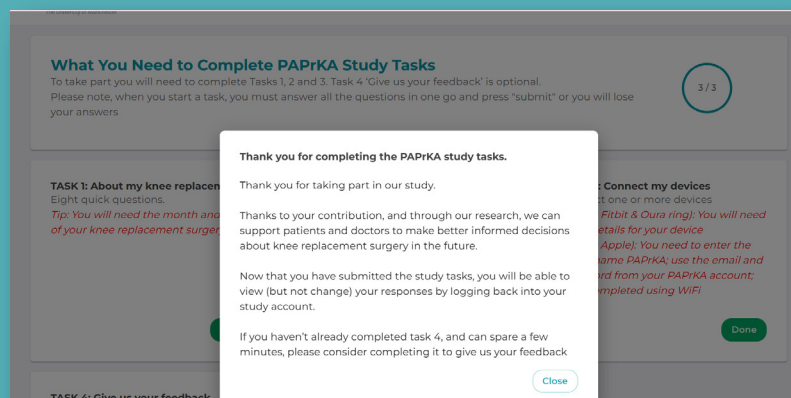 What You Need to Complete PAPrKA Study Tasks
To take part you will need to complete Tasks 1, 2 and 3. Task 4 'Give us your feedback' is optional.
Please note, when you start a task, you must answer all the questions in one go and press "submit" or you will lose
your answers
3 / 3
Thank you for completing the PAPrKA study tasks.
Thank you for taking part in our study.
Thanks to your contribution, and through our research, we can
support patients and doctors to make better informed decisions
about knee replacement surgery in the future.
Now that you have submitted the study tasks, you will be able to
view (but not change) your responses by logging back into your
study account.
If you haven't already completed task 4, and can spare a few
minutes, please consider completing it to give us your feedback
Close
TASK 1: About my knee replacem
Eight quick questions.
Tip: You will need the month and
of your knee replacement surger
: Connect my devices
ct one or more devices
Fitbit & Oura ring): You will need
etails for your device
Apple): You need to enter the
name PAPrKA; use the email and
rd from your PAPrKA account;
mpleted using WiFi
Done
TASK 4: Give us your feedback